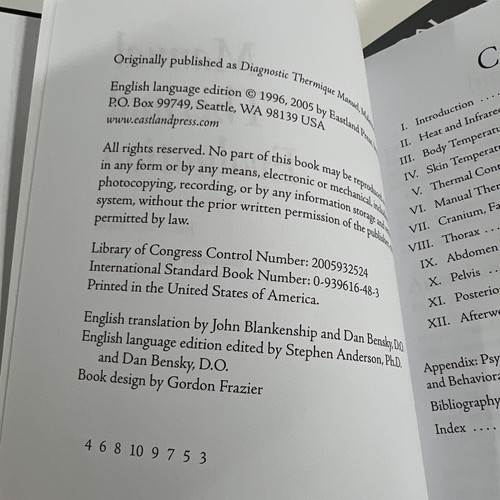 Originally published as Diagnostic Thermique Manuel,
English language edition © 1996, 2005 by Eastland
P.O. Box 99749, Seattle, WA 98139 USA
www.eastlandpress.com
All rights reserved. No part of this book may be reproduced
in any form or by any means, electronic or mechanical,
photocopying, recording, or by any information storage
system, without the prior written permission of the publisher,
permitted by law.
Library of Congress Control Number: 2005932524
International Standard Book Number: 0-939616-48-3
Printed in the United States of America.
English translation by John Blankenship and Dan Bensky, D.O.
English language edition edited by Stephen Anderson, Ph.D.
and Dan Bensky, D.O.
Book design by Gordon Frazier
4 6 8 10 9 7 5 3
C
I. Introduction ....
II. Heat and Infrared
III. Body Temperat
IV. Skin Temperat
V. Thermal Cont
VI. Manual Ther
VII. Cranium, Fa
VIII. Thorax ...
IX. Abdomen
X. Pelvis
XI. Posterio
XII. Afterw
Appendix: Psy
and Behaviora
Bibliography
Index ....